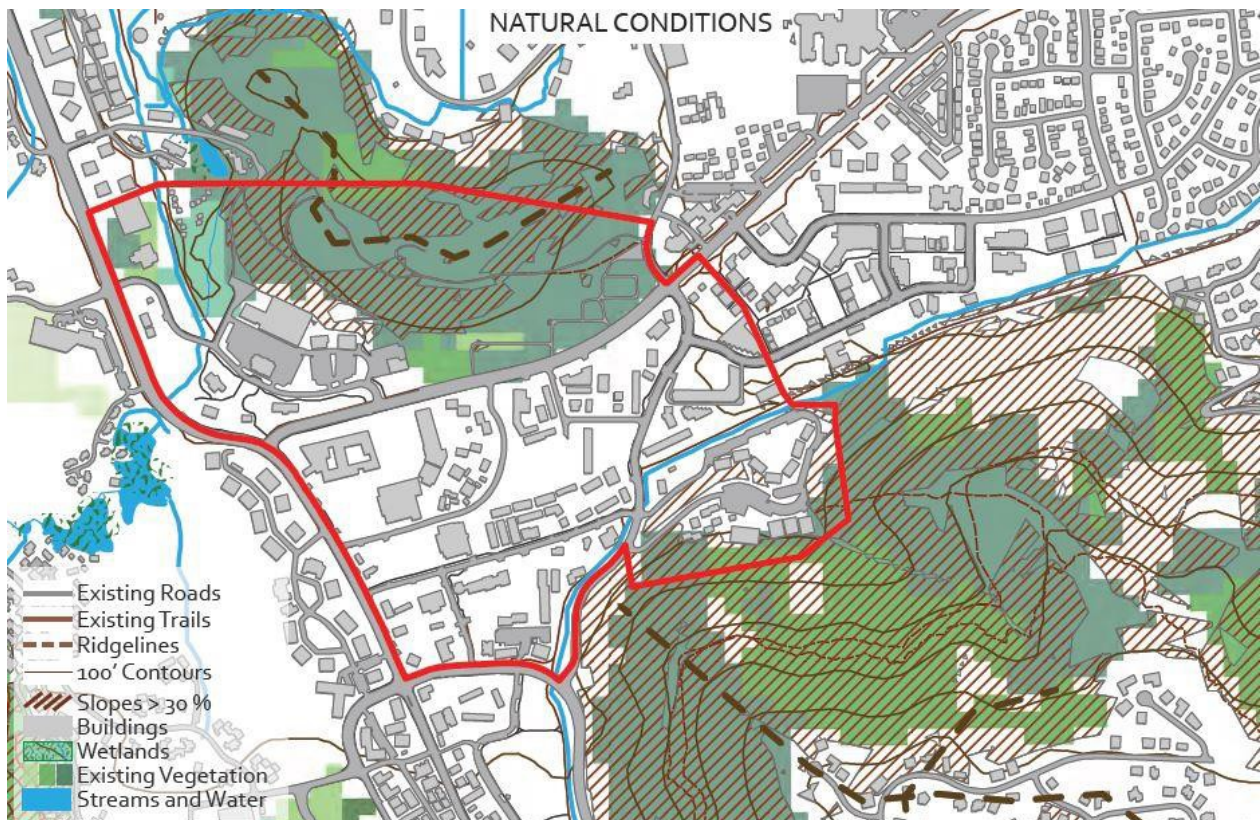 NATURAL CONDITIONS
Existing Roads
Existing Trails
Ridgelines
100' Contours
Slopes > 30 %
Buildings
Wetlands
Existing Vegetation
Streams and Water